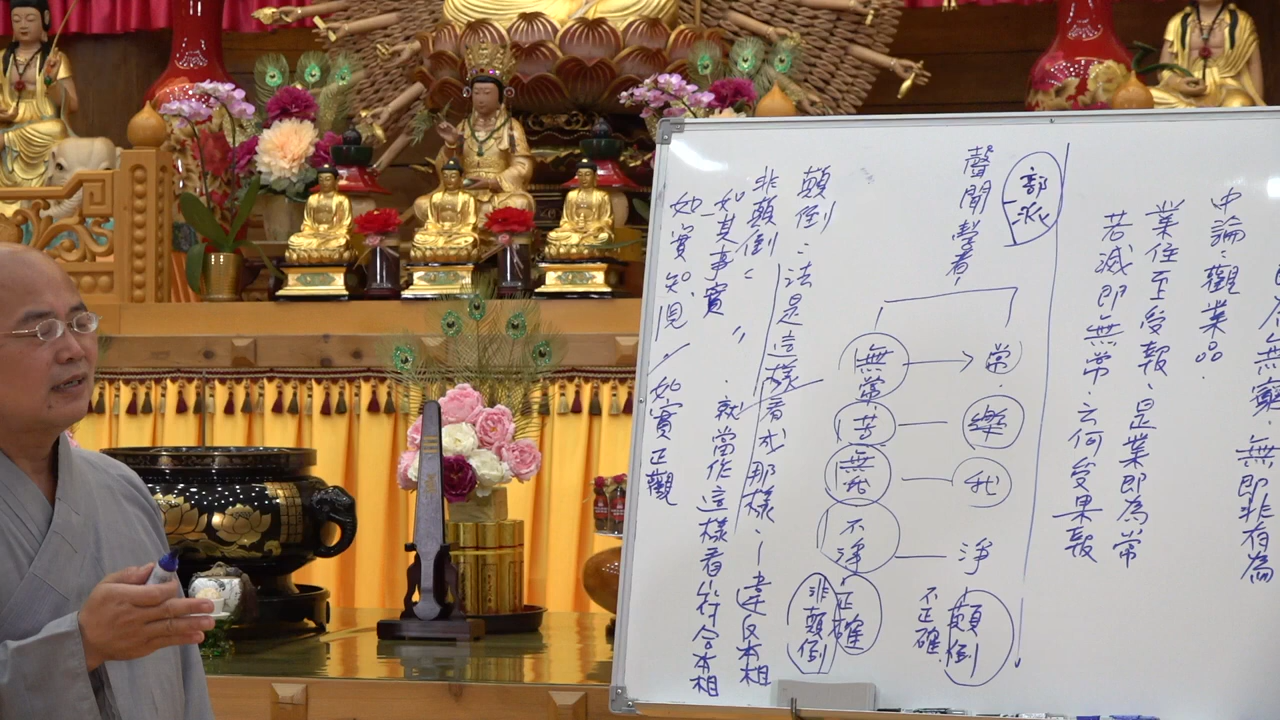 無窮.無即非有為
中論:觀業品.
業住至受報.是業即為常
若滅即無常.云何受果報
部派
聲聞聖者,
常.
樂
我
淨
顛倒
不正確
無常.
苦
無我
不淨
正確
非顛倒
顛倒:法是這樣看成那樣.—違反本相
非顛倒: 〃 .就當作這樣看//符合本相
如其事實
如實知見//如實正觀